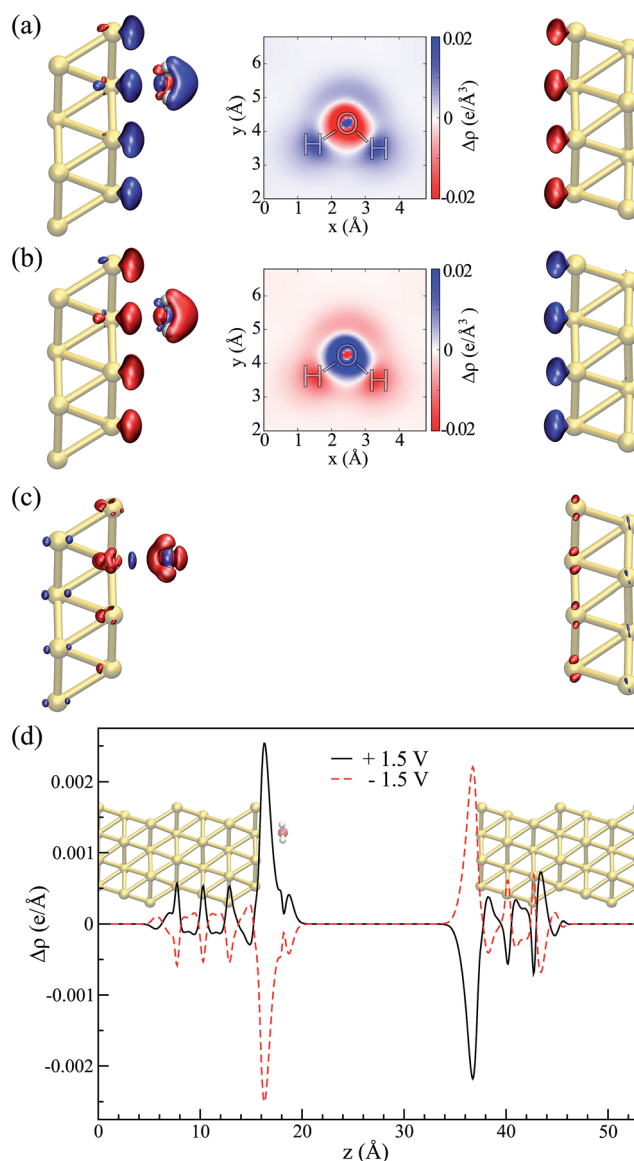 (a)
0.02
6
5
4
3
2
y (Å)
O
H H
0
-0.02
Δρ (e/Å³)
0 1 2 3 4
x (Å)
(b)
0.02
6
5
4
3
2
y (Å)
O
H H
0
-0.02
Δρ (e/Å³)
0 1 2 3 4
x (Å)
(c)
(d)
+ 1.5 V
- 1.5 V
0.002
0.001
0
-0.001
-0.002
Δρ (e/Å)
0 10 20 30 40 50
z (Å)